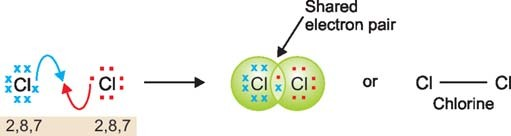 Shared
electron pair
Cl Cl Cl Cl or Cl Cl
Chlorine
2,8,7 2,8,7